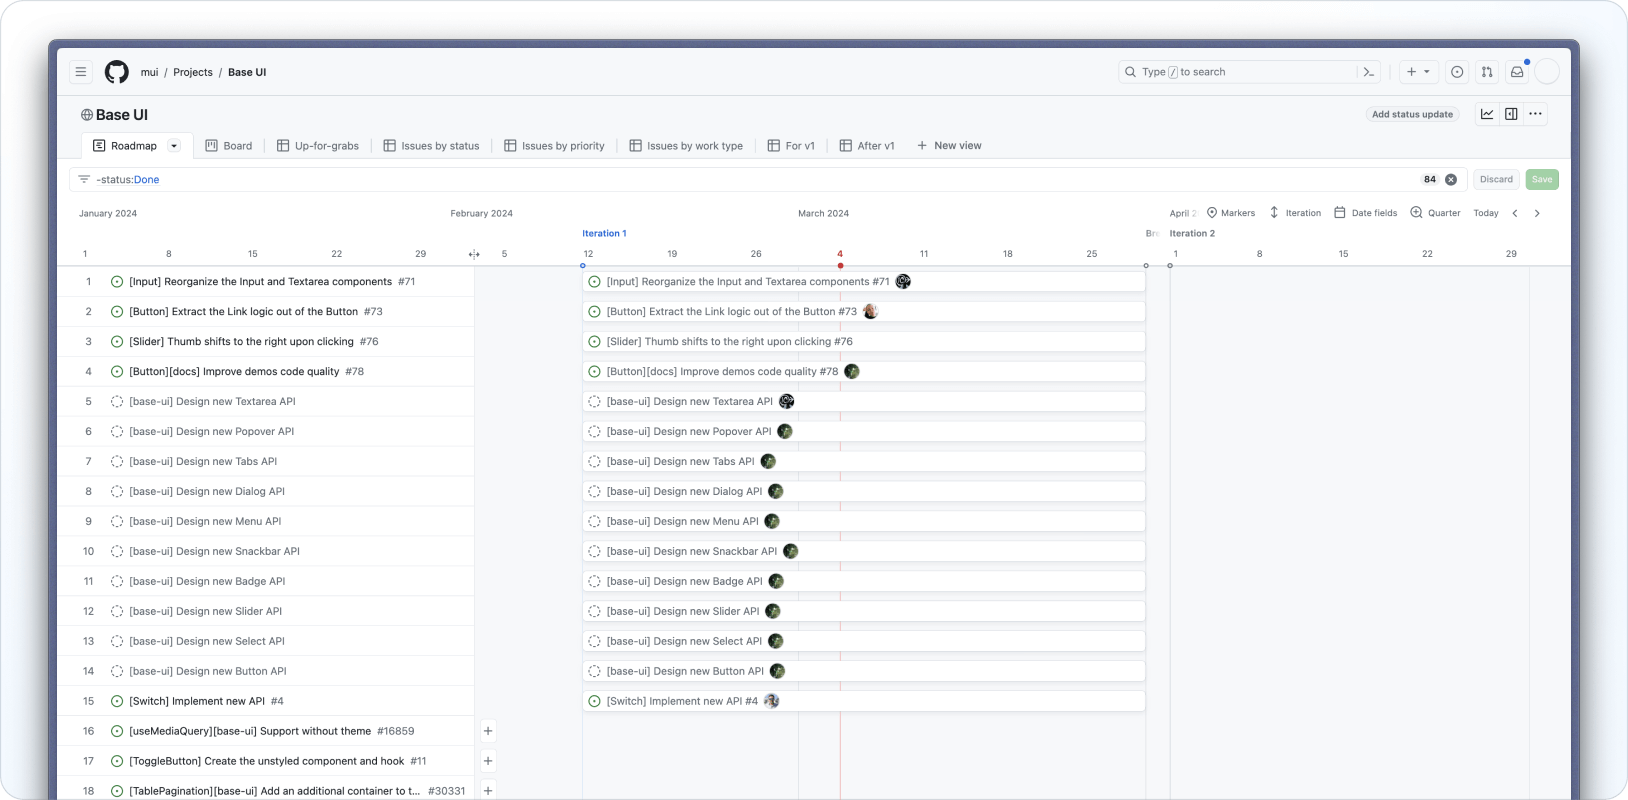 mui / Projects / Base UI
Type / to search
Base UI
Add status update
Roadmap
Board
Up-for-grabs
Issues by status
Issues by priority
Issues by work type
For v1
After v1
New view
-status:Done
84
Discard
Save
January 2024
February 2024
March 2024
April 2
Markers
Iteration
Date fields
Quarter
Today
Iteration 1
Iteration 2
1 8 15 22 29 5 12 19 26 4 11 18 25 1 8 15 22 29
1 [Input] Reorganize the Input and Textarea components #71
[Input] Reorganize the Input and Textarea components #71
2 [Button] Extract the Link logic out of the Button #73
[Button] Extract the Link logic out of the Button #73
3 [Slider] Thumb shifts to the right upon clicking #76
[Slider] Thumb shifts to the right upon clicking #76
4 [Button][docs] Improve demos code quality #78
[Button][docs] Improve demos code quality #78
5 [base-ui] Design new Textarea API
[base-ui] Design new Textarea API
6 [base-ui] Design new Popover API
[base-ui] Design new Popover API
7 [base-ui] Design new Tabs API
[base-ui] Design new Tabs API
8 [base-ui] Design new Dialog API
[base-ui] Design new Dialog API
9 [base-ui] Design new Menu API
[base-ui] Design new Menu API
10 [base-ui] Design new Snackbar API
[base-ui] Design new Snackbar API
11 [base-ui] Design new Badge API
[base-ui] Design new Badge API
12 [base-ui] Design new Slider API
[base-ui] Design new Slider API
13 [base-ui] Design new Select API
[base-ui] Design new Select API
14 [base-ui] Design new Button API
[base-ui] Design new Button API
15 [Switch] Implement new API #4
[Switch] Implement new API #4
16 [useMediaQuery][base-ui] Support without theme #16859
17 [ToggleButton] Create the unstyled component and hook #11
18 [TablePagination][base-ui] Add an additional container to t... #30331